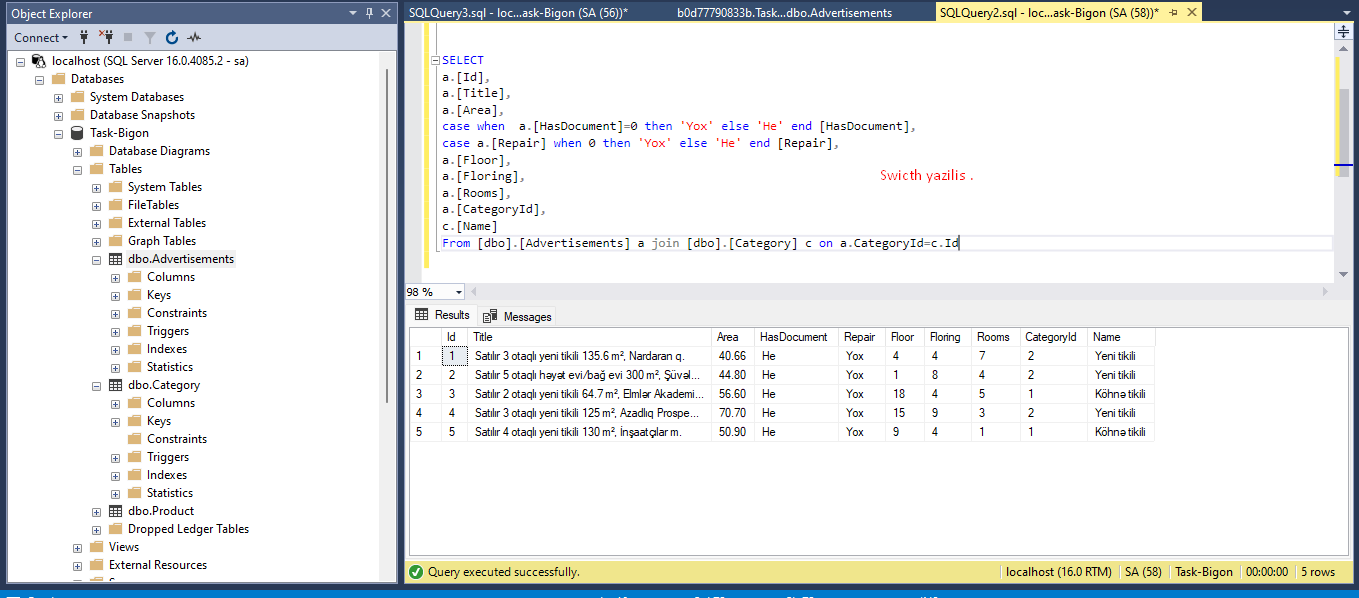 Object Explorer
Connect
localhost (SQL Server 16.0.4085.2 - sa)
Databases
System Databases
Database Snapshots
Task-Bigon
Database Diagrams
Tables
System Tables
FileTables
External Tables
Graph Tables
dbo.Advertisements
Columns
Keys
Constraints
Triggers
Indexes
Statistics
dbo.Category
Columns
Keys
Constraints
Triggers
Indexes
Statistics
dbo.Product
Dropped Ledger Tables
Views
External Resources
SQLQuery3.sql - loc...ask-Bigon (SA (56))* b0d77790833b.Task...dbo.Advertisements SQLQuery2.sql - loc...ask-Bigon (SA (58))*
SELECT
a.[Id],
a.[Title],
a.[Area],
case when  a.[HasDocument]=0 then 'Yox' else 'He' end [HasDocument],
case a.[Repair] when 0 then 'Yox' else 'He' end [Repair],
a.[Floor],
a.[Floring],
a.[Rooms],
a.[CategoryId],
c.[Name]
From [dbo].[Advertisements] a join [dbo].[Category] c on a.CategoryId=c.Id
Swicth yazilis .
98 %
Results Messages
Id Title Area HasDocument Repair Floor Floring Rooms CategoryId Name
1 1 Satılır 3 otaqlı yeni tikili 135.6 m², Nardaran q. 40.66 He Yox 4 4 7 2 Yeni tikili
2 2 Satılır 5 otaqlı həyət evi/bağ evi 300 m², Şüvəl... 44.80 He Yox 1 8 4 2 Yeni tikili
3 3 Satılır 2 otaqlı yeni tikili 64.7 m², Elmlər Akademi... 56.60 He Yox 18 4 5 1 Köhnə tikili
4 4 Satılır 3 otaqlı yeni tikili 125 m², Azadlıq Prospe... 70.70 He Yox 15 9 3 2 Yeni tikili
5 5 Satılır 4 otaqlı yeni tikili 130 m², İnşaatçılar m. 50.90 He Yox 9 4 1 1 Köhnə tikili
Query executed successfully. localhost (16.0 RTM) SA (58) Task-Bigon 00:00:00 5 rows